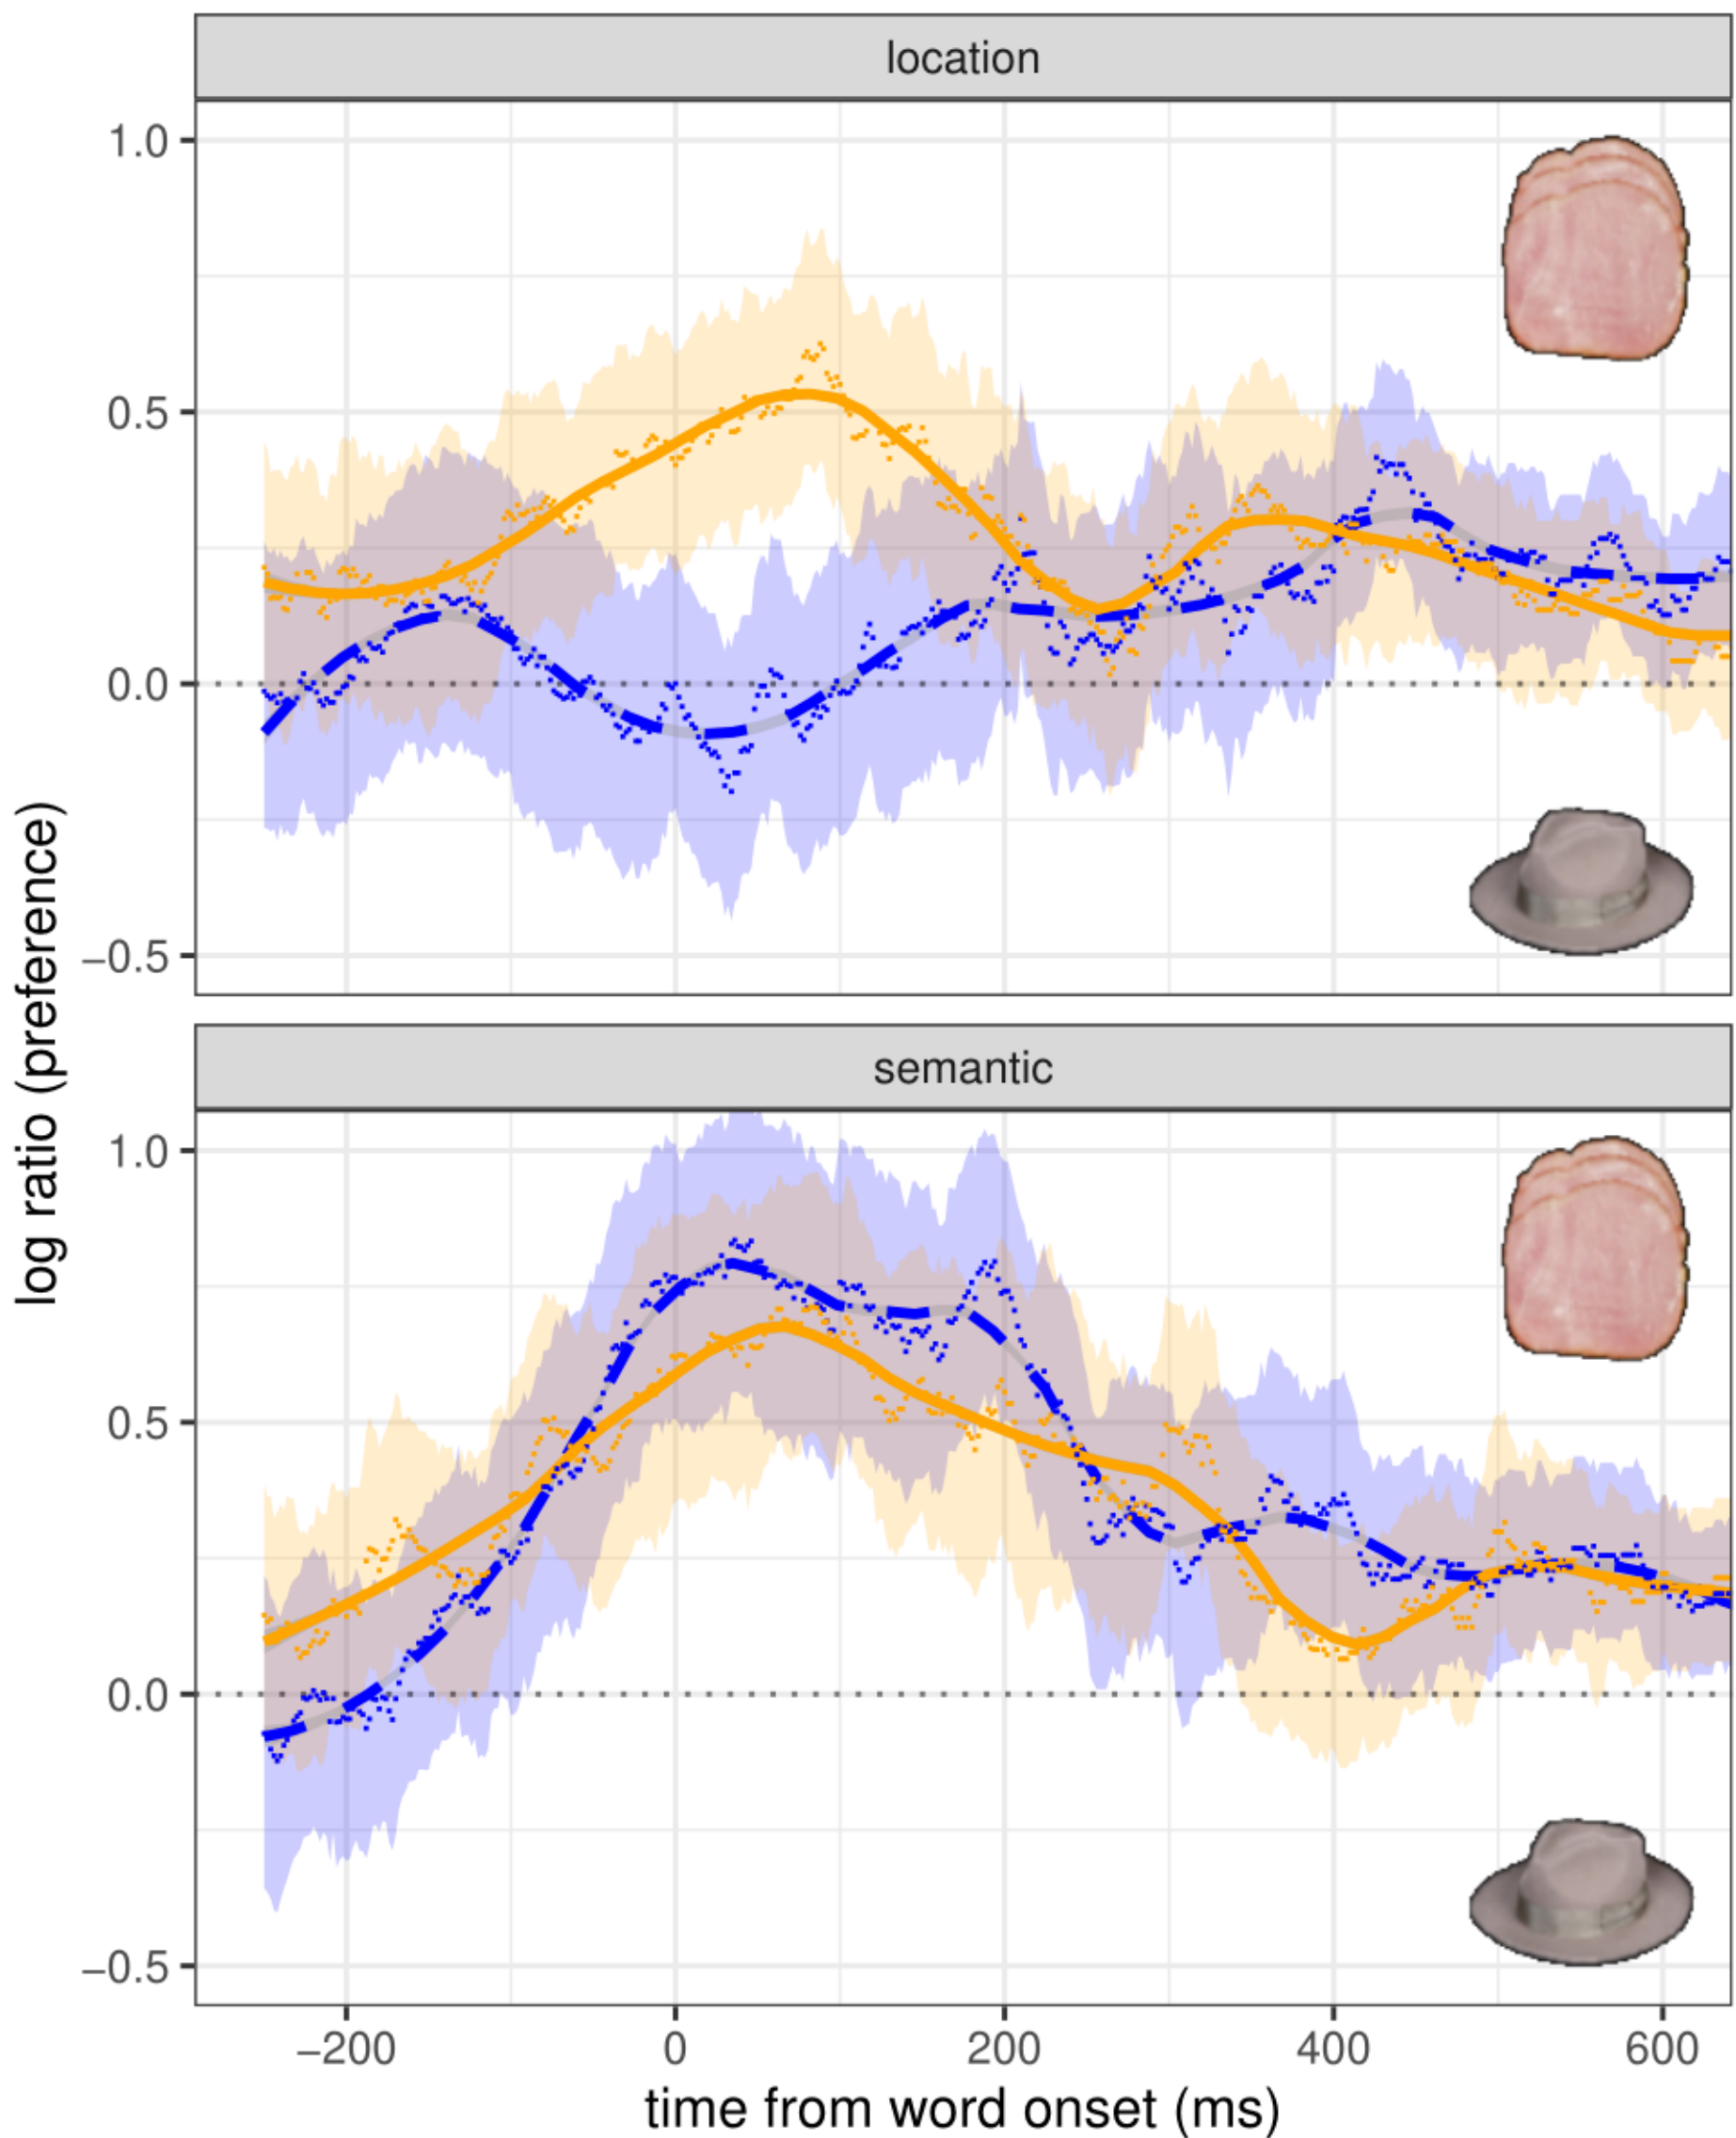 location
1.0
0.5
0.0
−0.5
log ratio (preference)
semantic
1.0
0.5
0.0
−0.5
−200 0 200 400 600
time from word onset (ms)